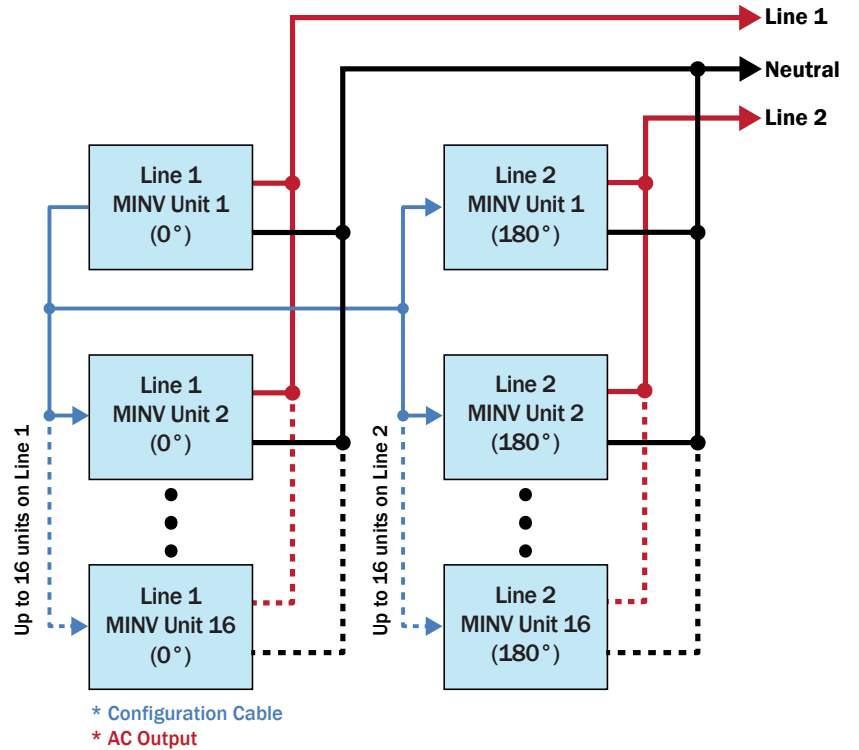 Line 1
Neutral
Line 2
Line 1
MINV Unit 1
(0°)
Line 2
MINV Unit 1
(180°)
Line 1
MINV Unit 2
(0°)
Line 2
MINV Unit 2
(180°)
Up to 16 units on Line 1
Up to 16 units on Line 2
Line 1
MINV Unit 16
(0°)
Line 2
MINV Unit 16
(180°)
* Configuration Cable
* AC Output